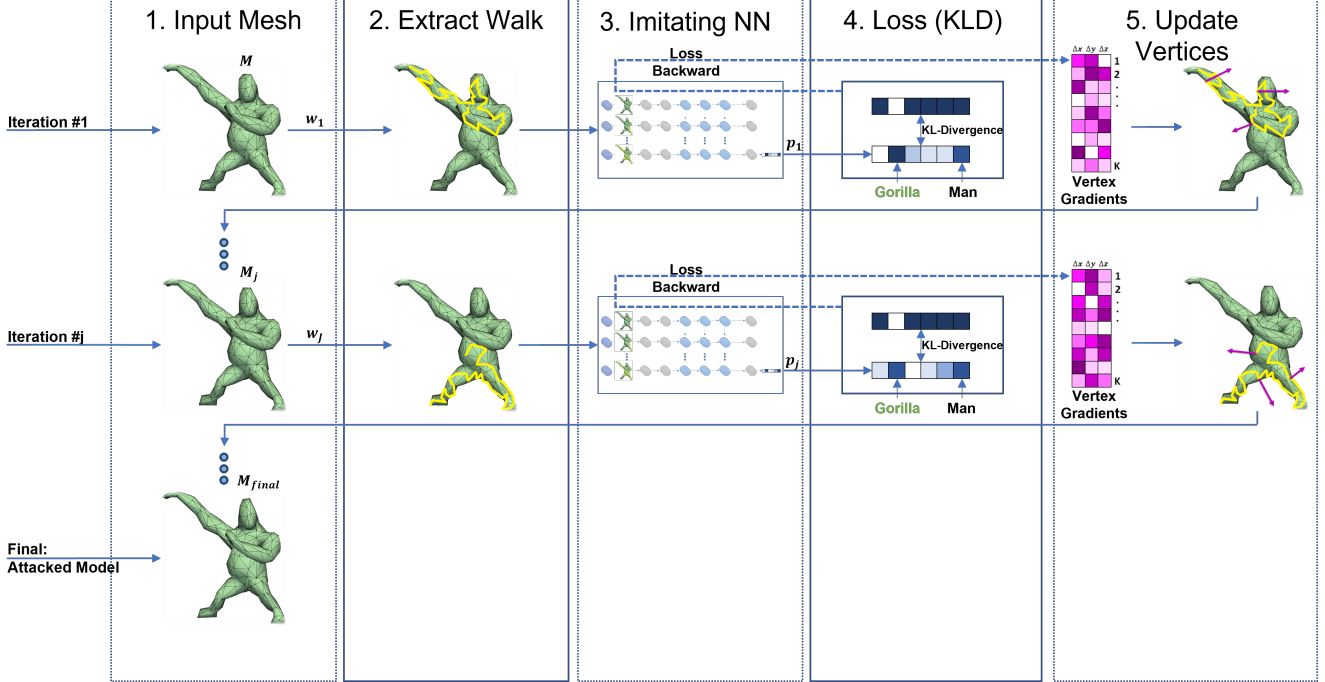 1. Input Mesh
2. Extract Walk
3. Imitating NN
4. Loss (KLD)
5. Update
Vertices
Iteration #1
M
w₁
Loss
Backward
p₁
KL-Divergence
Gorilla
Man
Δx Δy Δz
1
2
.
.
.
K
Vertex
Gradients
Iteration #j
Mⱼ
wⱼ
Loss
Backward
pⱼ
KL-Divergence
Gorilla
Man
Δx Δy Δz
1
2
.
.
.
K
Vertex
Gradients
Final:
Attacked Model
M_final